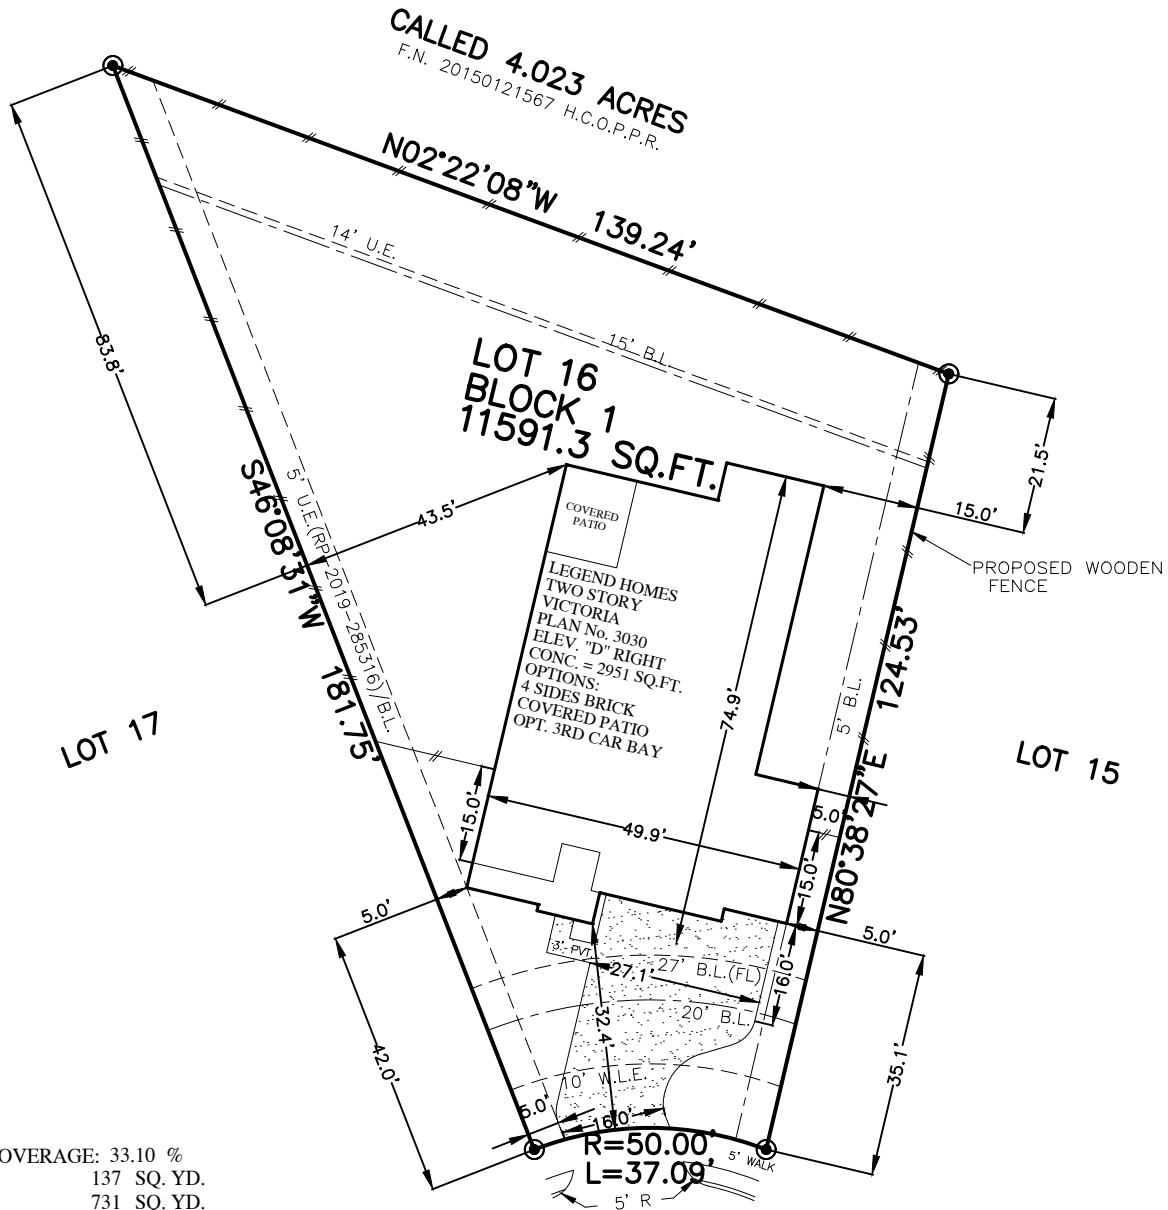 CALLED 4.023 ACRES
F.N. 20150121567 H.C.O.P.P.R.
N02°22'08"W 139.24'
14' U.E.
15' B.L.
83.8'
LOT 16
BLOCK 1
11591.3 SQ.FT.
21.5'
15.0'
43.5'
COVERED
PATIO
PROPOSED WOODEN
FENCE
S46°08'31"W 181.75'
5' U.E.(RP-2019-285316)/B.L.
LEGEND HOMES
TWO STORY
VICTORIA
PLAN No. 3030
ELEV. "D" RIGHT
CONC. = 2951 SQ.FT.
OPTIONS:
4 SIDES BRICK
COVERED PATIO
OPT. 3RD CAR BAY
74.9'
5' B.L.
N80°38'27"E 124.53'
LOT 17
LOT 15
15.0'
49.9'
5.0'
15.0'
5.0'
5.0'
3'- PVT.
27.1'
27' B.L.(FL)
16.0'
20' B.L.
32.4'
42.0'
35.1'
10' W.L.E.
5.0'
16.0'
R=50.00'
L=37.09'
5' WALK
5' R
OVERAGE: 33.10 %
137 SQ. YD.
731 SQ. YD.